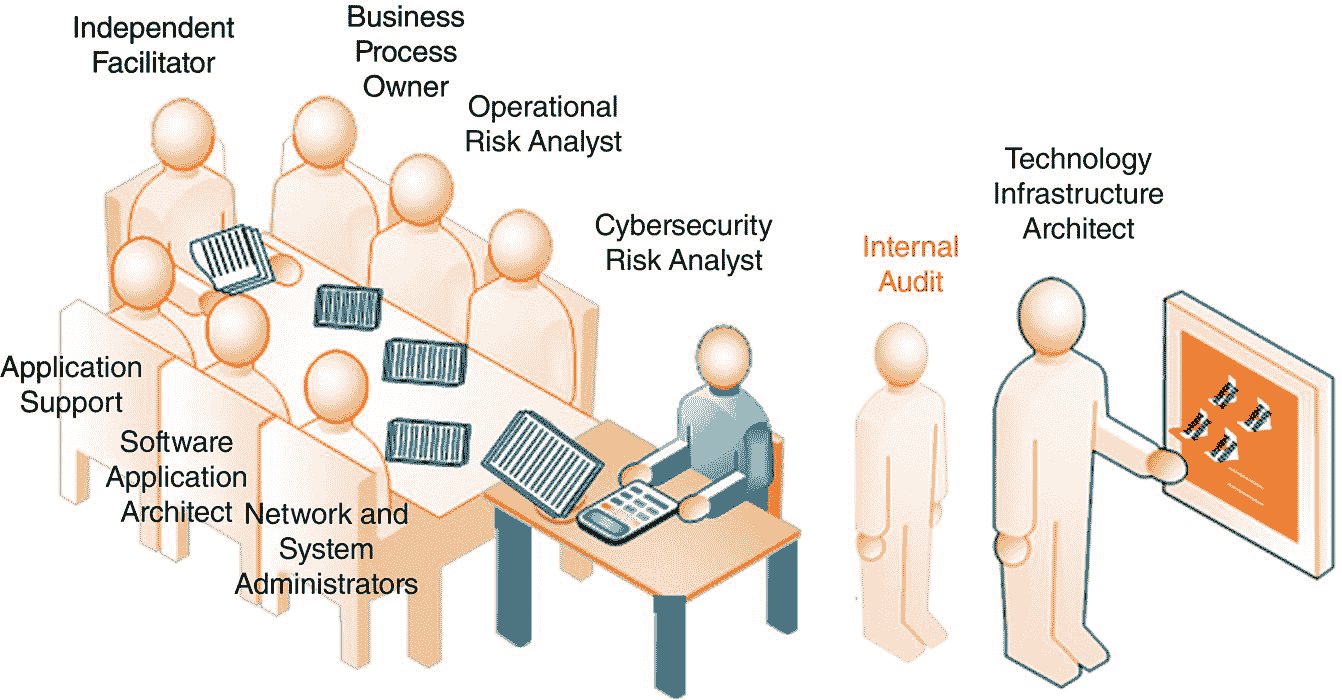 Independent
Facilitator
Business
Process
Owner
Operational
Risk Analyst
Cybersecurity
Risk Analyst
Internal
Audit
Technology
Infrastructure
Architect
Application
Support
Software
Application
Architect
Network and
System
Administrators